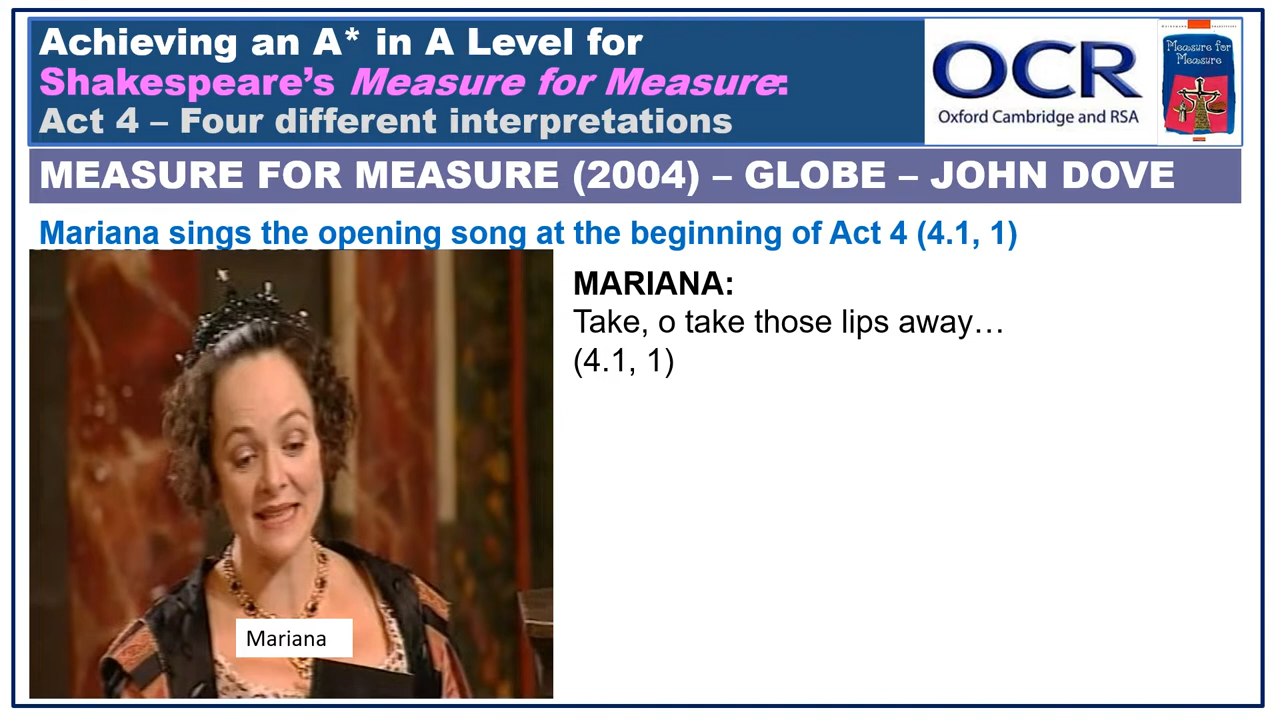 Achieving an A* in A Level for
Shakespeare's Measure for Measure:
Act 4 – Four different interpretations
OCR
Oxford Cambridge and RSA
Measure for
Measure
MEASURE FOR MEASURE (2004) – GLOBE – JOHN DOVE
Mariana sings the opening song at the beginning of Act 4 (4.1, 1)
MARIANA:
Take, o take those lips away…
(4.1, 1)
Mariana